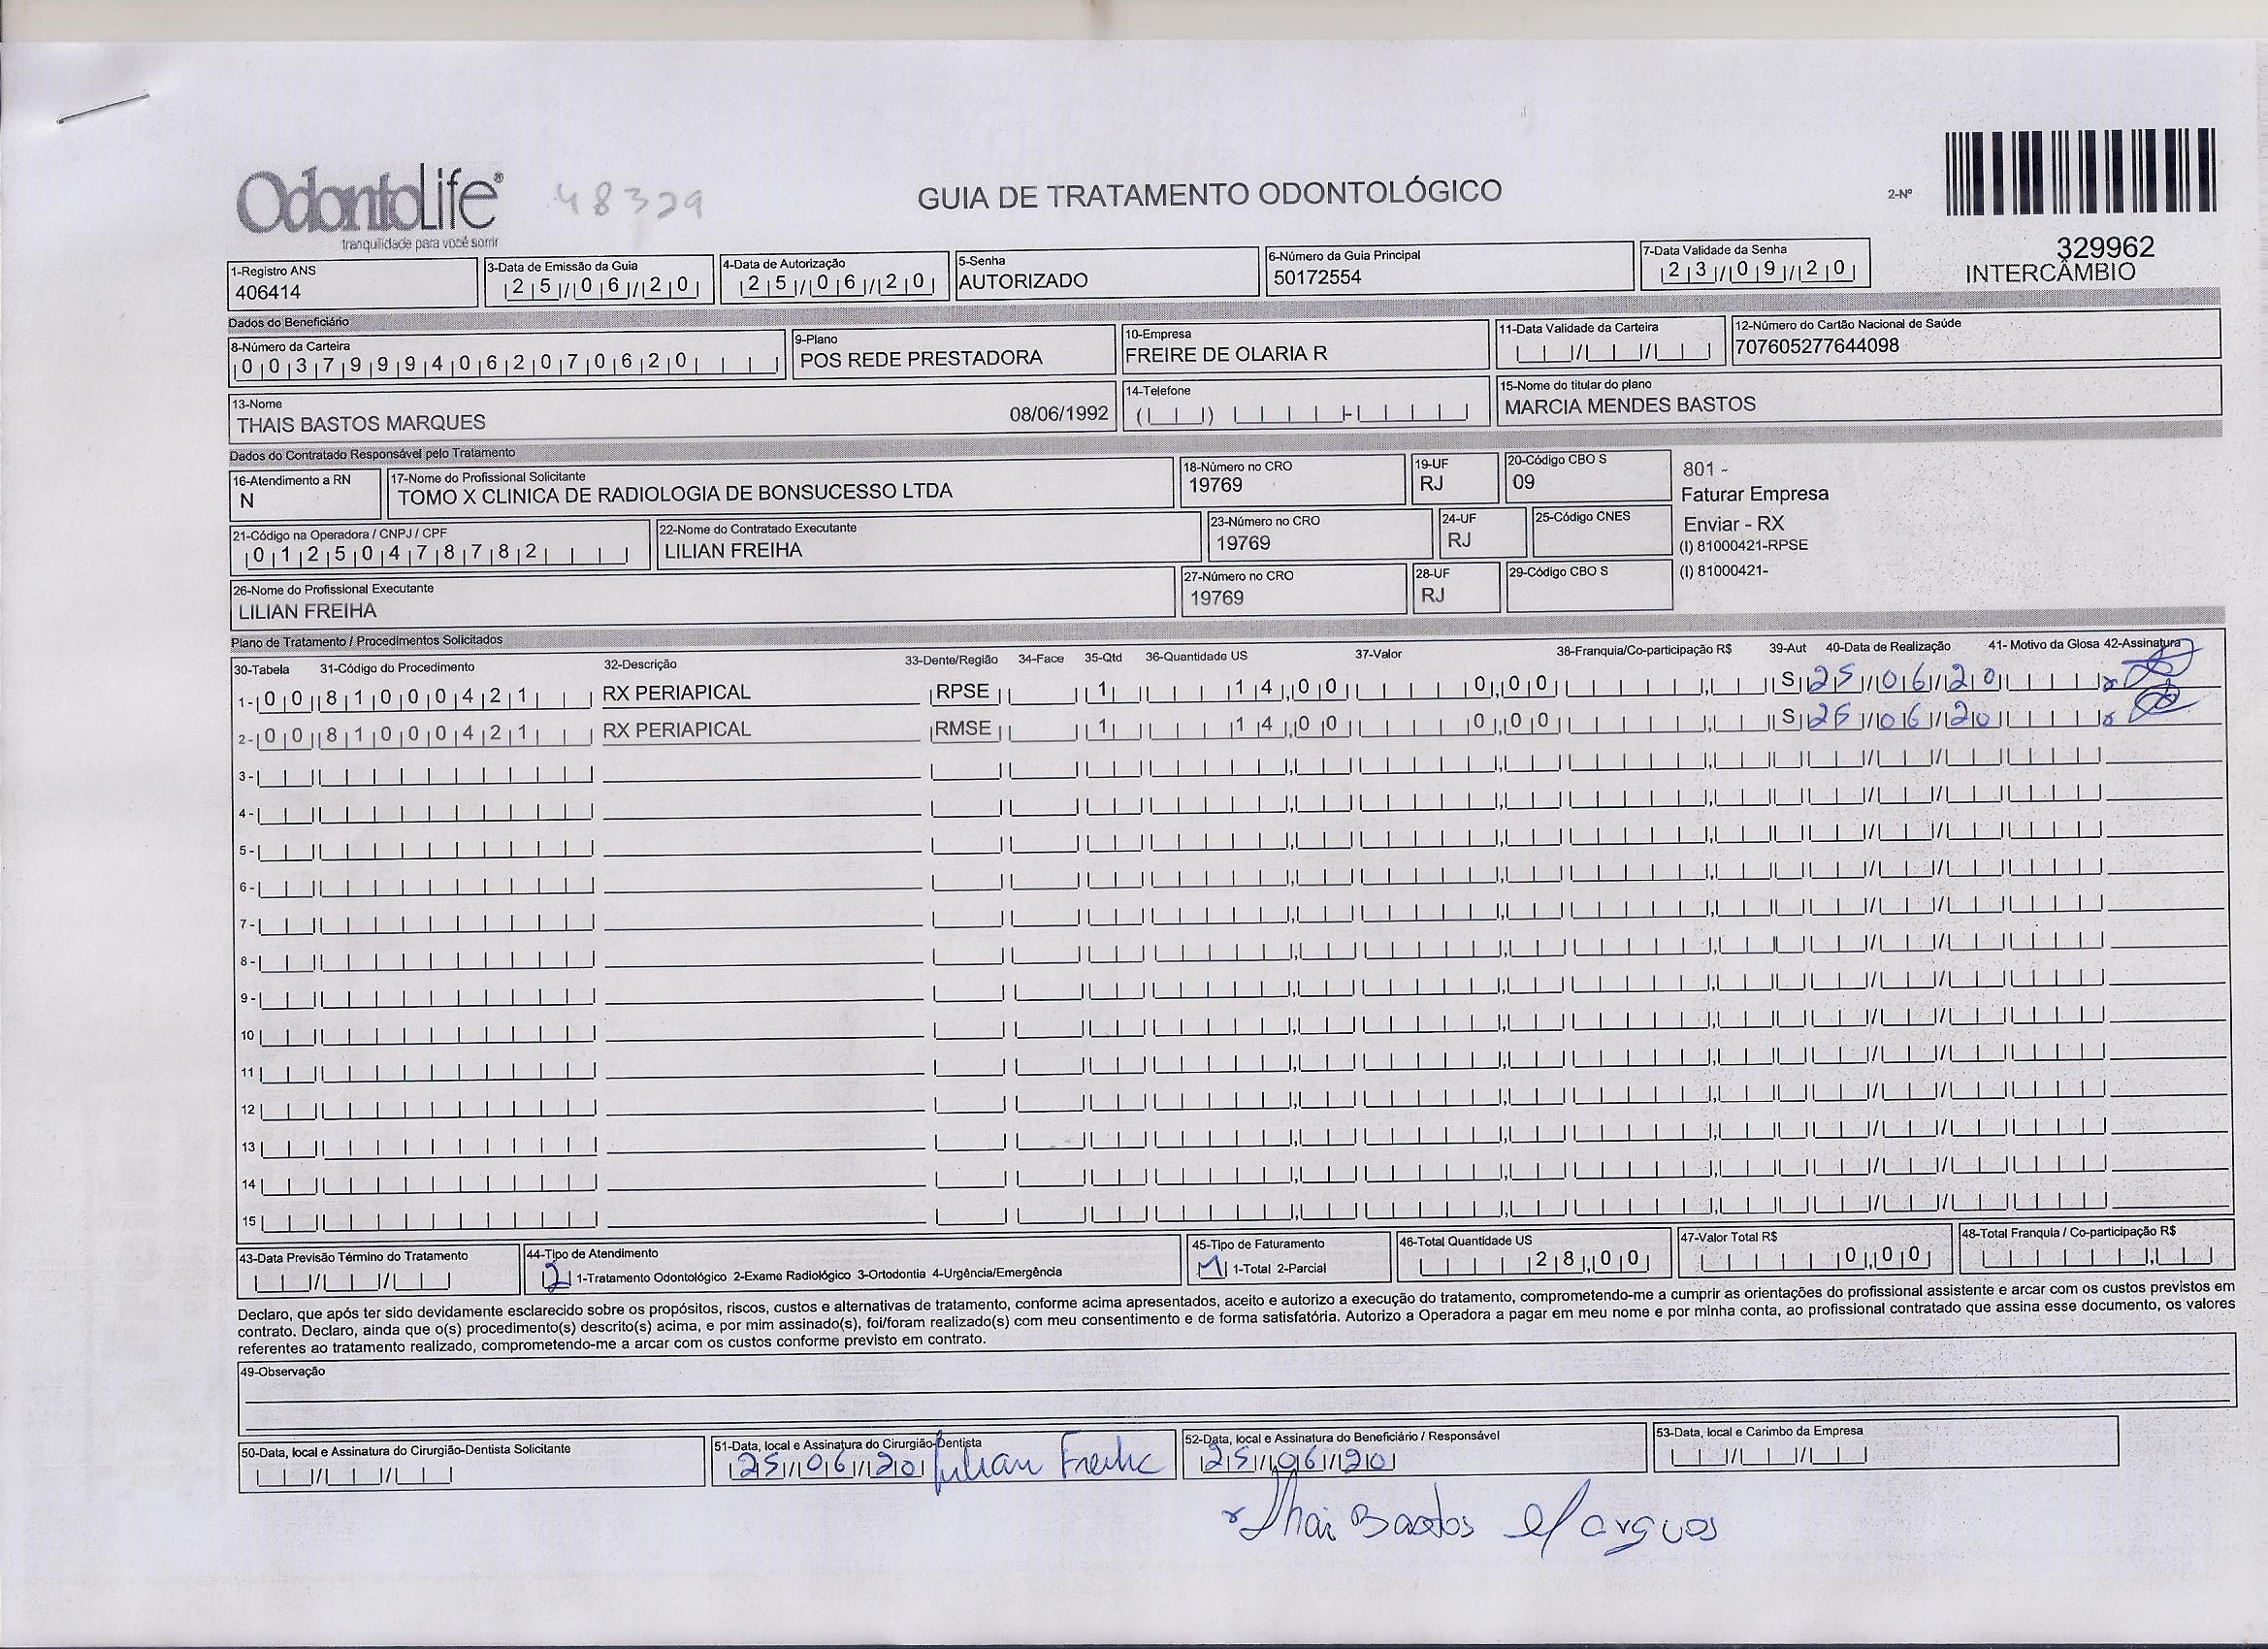 OdontoLife®
tranquilidade para você sorrir
48329
GUIA DE TRATAMENTO ODONTOLÓGICO
2-Nº
329962
INTERCÂMBIO
1-Registro ANS
406414
3-Data de Emissão da Guia
25/06/20
4-Data de Autorização
25/06/20
5-Senha
AUTORIZADO
6-Número da Guia Principal
50172554
7-Data Validade da Senha
23/09/20
Dados do Beneficiário
8-Número da Carteira
00379994062070620
9-Plano
POS REDE PRESTADORA
10-Empresa
FREIRE DE OLARIA R
11-Data Validade da Carteira
12-Número do Cartão Nacional de Saúde
707605277644098
13-Nome
THAIS BASTOS MARQUES 08/06/1992
14-Telefone
15-Nome do titular do plano
MARCIA MENDES BASTOS
Dados do Contratado Responsável pelo Tratamento
16-Atendimento a RN
N
17-Nome do Profissional Solicitante
TOMO X CLINICA DE RADIOLOGIA DE BONSUCESSO LTDA
18-Número no CRO
19769
19-UF
RJ
20-Código CBO S
09
801 -
Faturar Empresa
Enviar - RX
(I) 81000421-RPSE
(I) 81000421-
21-Código na Operadora / CNPJ / CPF
01250478782
22-Nome do Contratado Executante
LILIAN FREIHA
23-Número no CRO
19769
24-UF
RJ
25-Código CNES
26-Nome do Profissional Executante
LILIAN FREIHA
27-Número no CRO
19769
28-UF
RJ
29-Código CBO S
Plano de Tratamento / Procedimentos Solicitados
30-Tabela 31-Código do Procedimento 32-Descrição 33-Dente/Região 34-Face 35-Qtd 36-Quantidade US 37-Valor 38-Franquia/Co-participação R$ 39-Aut 40-Data de Realização 41- Motivo da Glosa 42-Assinatura
1- 00 81000421 RX PERIAPICAL RPSE 1 14,00 0,00 S 25/06/20
2- 00 81000421 RX PERIAPICAL RMSE 1 14,00 0,00 S 25/06/20
3-
4-
5-
6-
7-
8-
9-
10
11
12
13
14
15
43-Data Previsão Término do Tratamento
44-Tipo de Atendimento
2 1-Tratamento Odontológico 2-Exame Radiológico 3-Ortodontia 4-Urgência/Emergência
45-Tipo de Faturamento
1 1-Total 2-Parcial
46-Total Quantidade US
28,00
47-Valor Total R$
0,00
48-Total Franquia / Co-participação R$
Declaro, que após ter sido devidamente esclarecido sobre os propósitos, riscos, custos e alternativas de tratamento, conforme acima apresentados, aceito e autorizo a execução do tratamento, comprometendo-me a cumprir as orientações do profissional assistente e arcar com os custos previstos em
contrato. Declaro, ainda que o(s) procedimento(s) descrito(s) acima, e por mim assinado(s), foi/foram realizado(s) com meu consentimento e de forma satisfatória. Autorizo a Operadora a pagar em meu nome e por minha conta, ao profissional contratado que assina esse documento, os valores
referentes ao tratamento realizado, comprometendo-me a arcar com os custos conforme previsto em contrato.
49-Observação
50-Data, local e Assinatura do Cirurgião-Dentista Solicitante
51-Data, local e Assinatura do Cirurgião-Dentista
25/06/20 Lilian Freiha
52-Data, local e Assinatura do Beneficiário / Responsável
25/06/20
53-Data, local e Carimbo da Empresa
Thai Bastos Marques